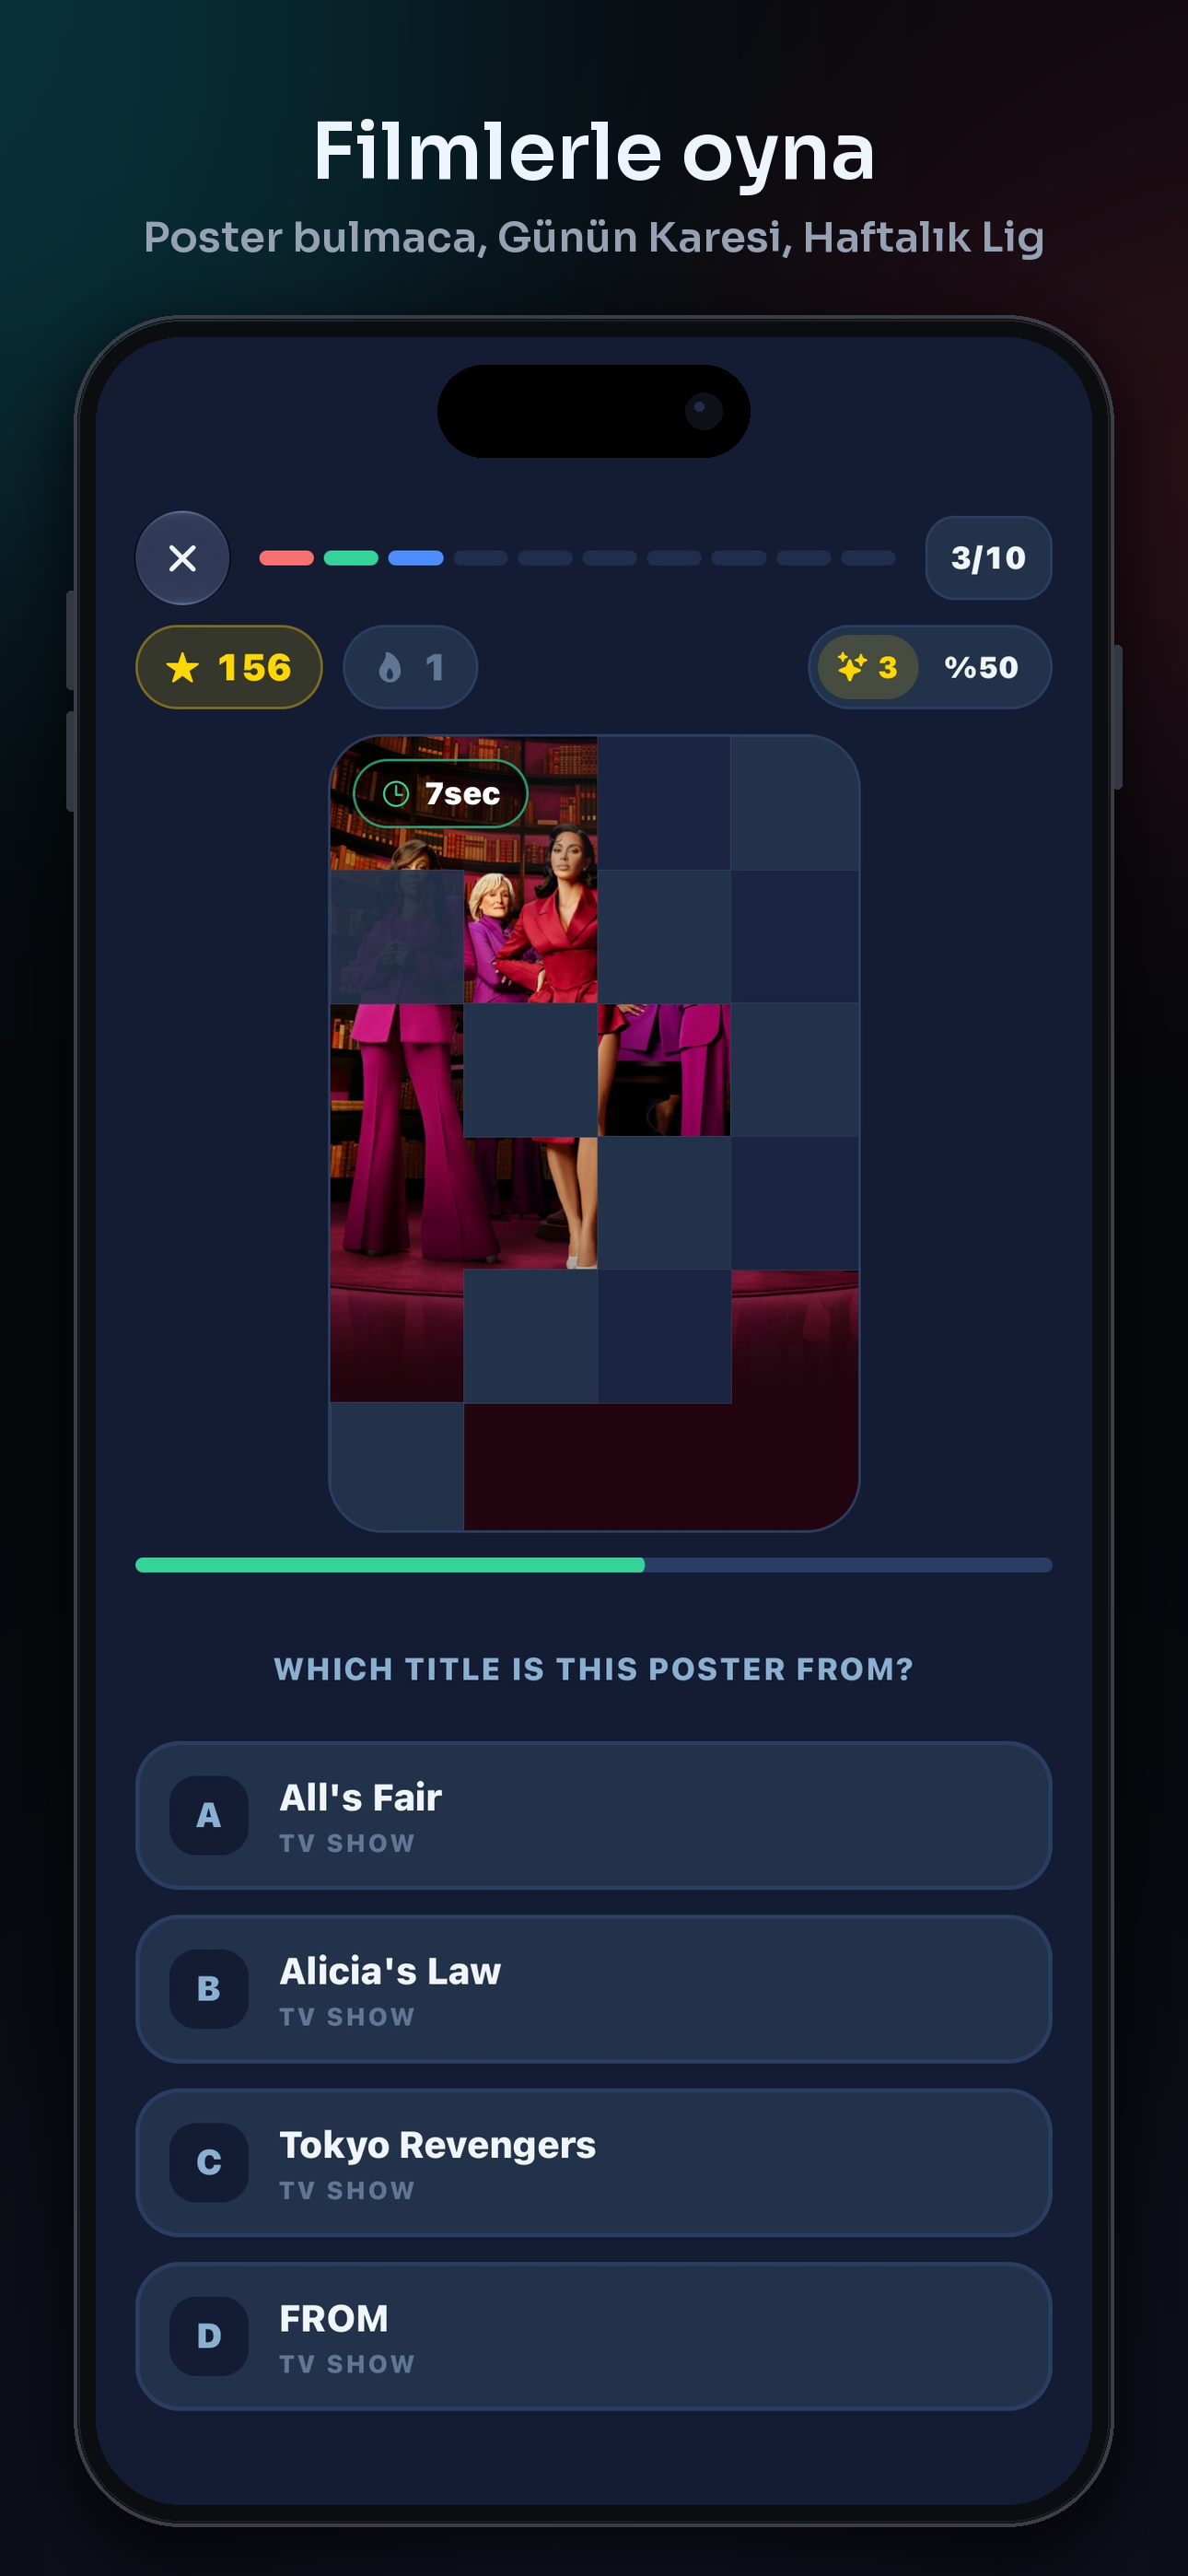 Filmlerle oyna
Poster bulmaca, Günün Karesi, Haftalık Lig
3/10
156
1
3
%50
7sec
WHICH TITLE IS THIS POSTER FROM?
A
All's Fair
TV SHOW
B
Alicia's Law
TV SHOW
C
Tokyo Revengers
TV SHOW
D
FROM
TV SHOW